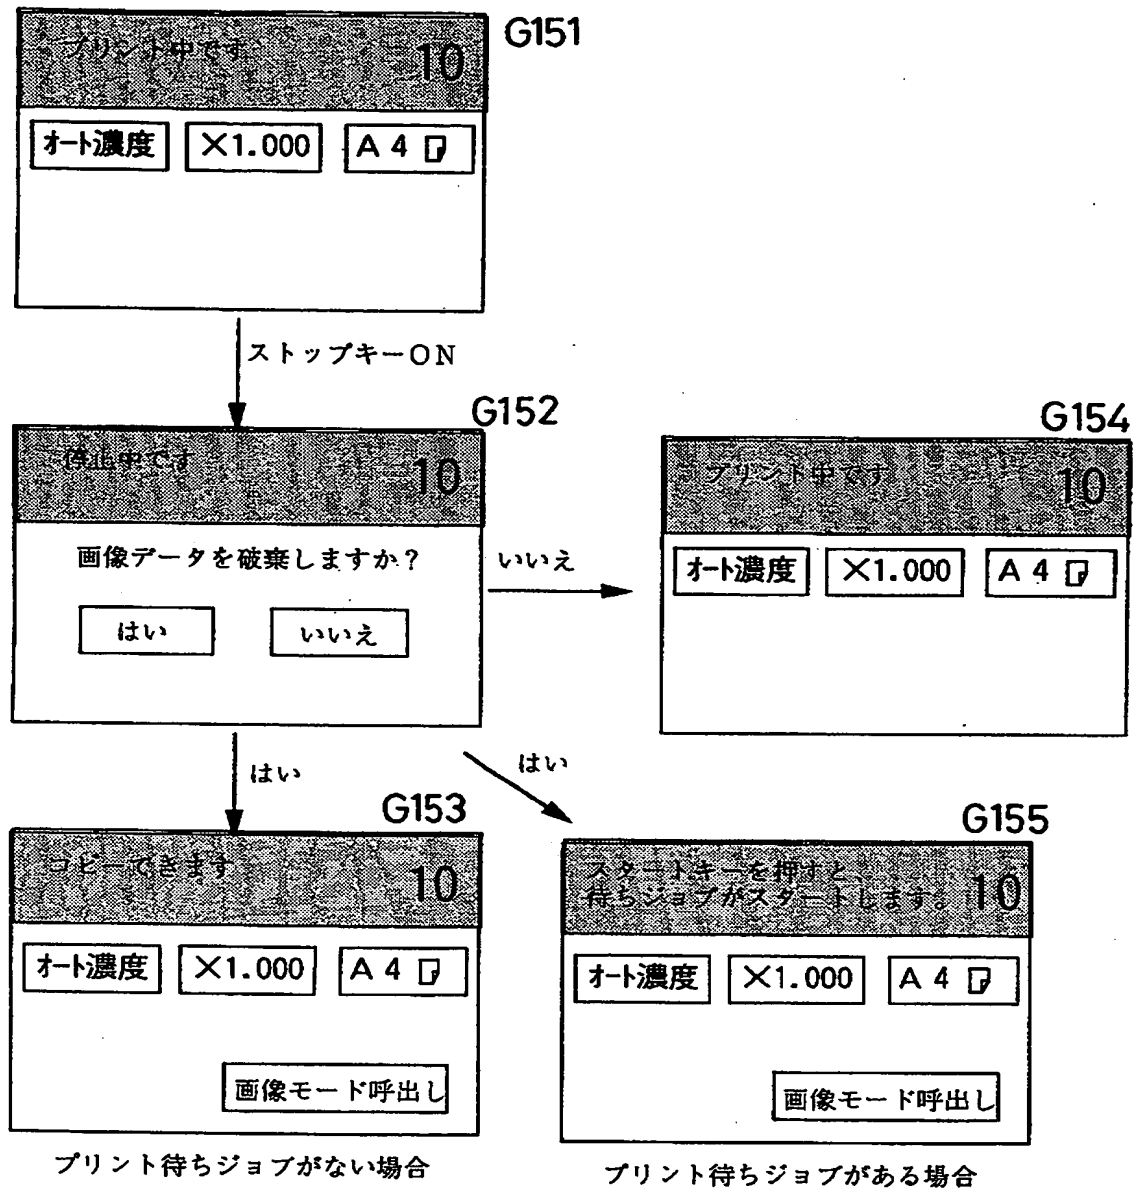 G151
プリント中です
10
オート濃度
×1.000
A4
ストップキーON
G152
停止中です
10
画像データを破棄しますか?
はい
いいえ
いいえ
G154
プリント中です
10
オート濃度
×1.000
A4
はい
はい
G153
コピーできます
10
オート濃度
×1.000
A4
画像モード呼出し
プリント待ちジョブがない場合
G155
スタートキーを押すと、
待ちジョブがスタートします。
10
オート濃度
×1.000
A4
画像モード呼出し
プリント待ちジョブがある場合